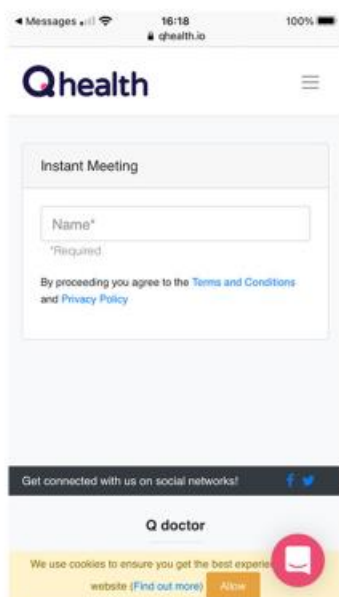 Messages 16:18 100%
qhealth.io
Qhealth
Instant Meeting
Name*
*Required
By proceeding you agree to the Terms and Conditions
and Privacy Policy
Get connected with us on social networks!
Q doctor
We use cookies to ensure you get the best experie
website (Find out more) Allow